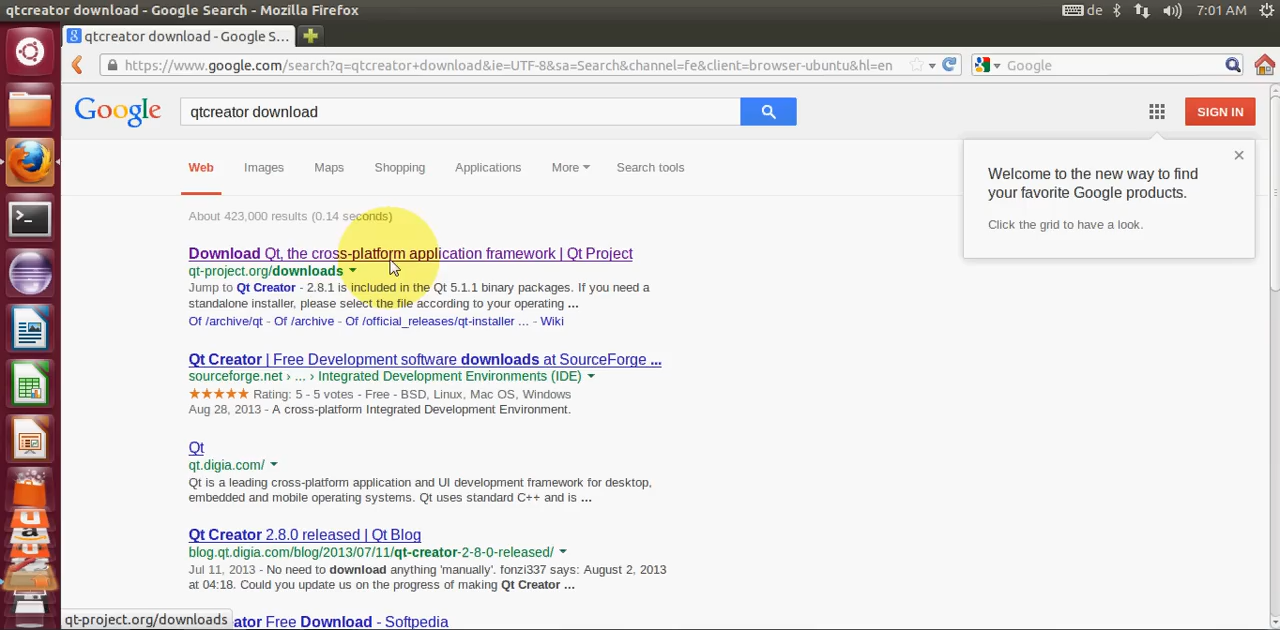 qtcreator download - Google Search - Mozilla Firefox
de
7:01 AM
qtcreator download - Google S...
https://www.google.com/search?q=qtcreator+download&ie=UTF-8&sa=Search&channel=fe&client=browser-ubuntu&hl=en
Google
Google
qtcreator download
SIGN IN
Web Images Maps Shopping Applications More Search tools
Welcome to the new way to find
your favorite Google products.
Click the grid to have a look.
About 423,000 results (0.14 seconds)
Download Qt, the cross-platform application framework | Qt Project
qt-project.org/downloads
Jump to Qt Creator - 2.8.1 is included in the Qt 5.1.1 binary packages. If you need a
standalone installer, please select the file according to your operating ...
Of /archive/qt - Of /archive - Of /official_releases/qt-installer ... - Wiki
Qt Creator | Free Development software downloads at SourceForge ...
sourceforge.net › ... › Integrated Development Environments (IDE)
Rating: 5 - 5 votes - Free - BSD, Linux, Mac OS, Windows
Aug 28, 2013 - A cross-platform Integrated Development Environment.
Qt
qt.digia.com/
Qt is a leading cross-platform application and UI development framework for desktop,
embedded and mobile operating systems. Qt uses standard C++ and is ...
Qt Creator 2.8.0 released | Qt Blog
blog.qt.digia.com/blog/2013/07/11/qt-creator-2-8-0-released/
Jul 11, 2013 - No need to download anything 'manually'. fonzi337 says: August 2, 2013
at 04:18. Could you update us on the progress of making Qt Creator ...
qt-project.org/downloads
ator Free Download - Softpedia